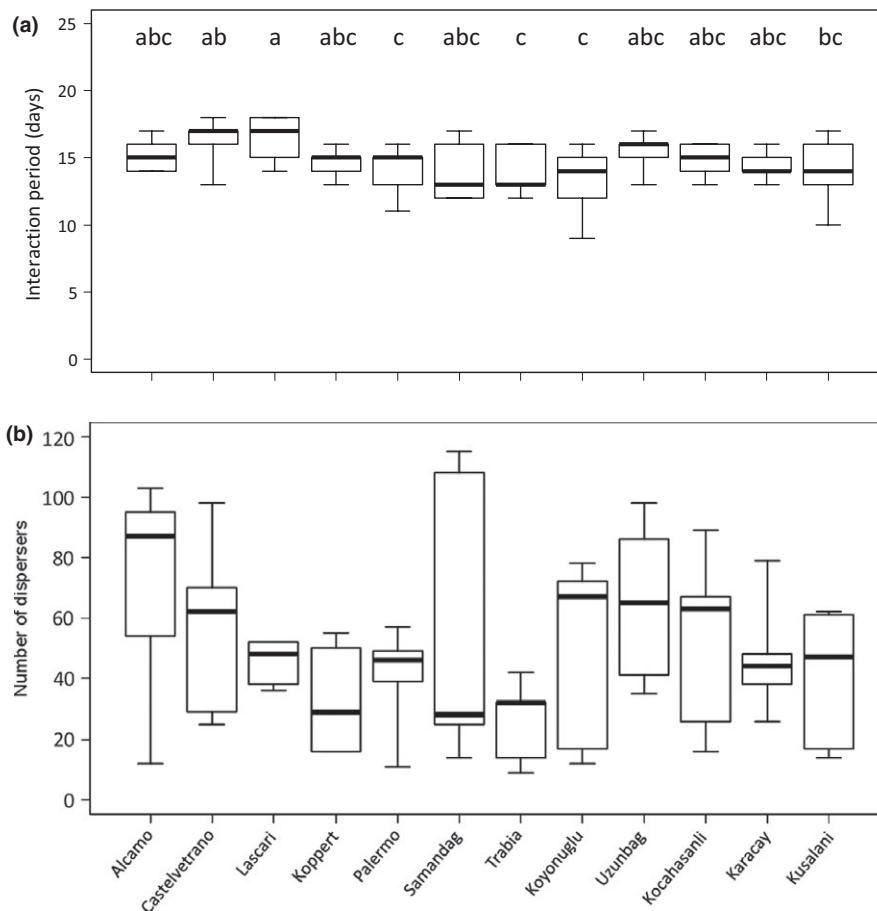 (a)
25
20
15
10
5
0
Interaction period (days)
abc ab a abc c abc c c abc abc abc bc
(b)
120
100
80
60
40
20
0
Number of dispersers
Alcamo
Castelvetrano
Lascari
Koppert
Palermo
Samandag
Trabia
Koyonuglu
Uzunbag
Kocahasanli
Karacay
Kusalani